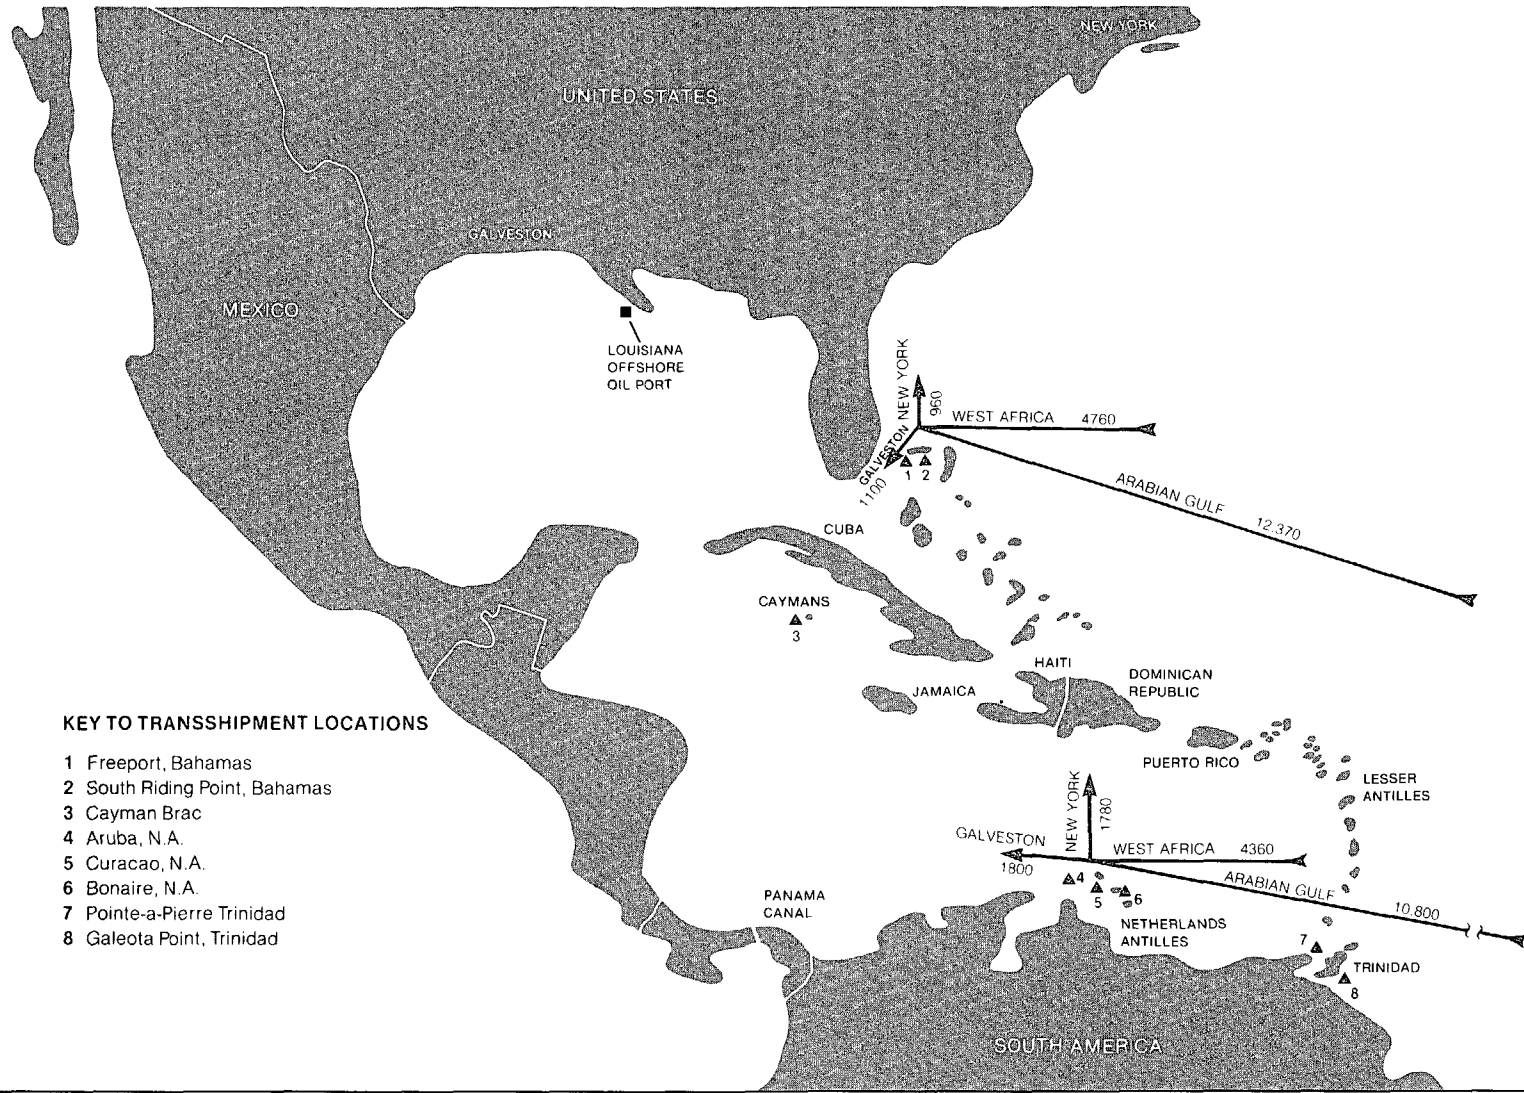 NEW YORK
UNITED STATES
GALVESTON
MEXICO
LOUISIANA
OFFSHORE
OIL PORT
NEW YORK
960
WEST AFRICA 4760
GALVESTON
1100
1 2
ARABIAN GULF 12.370
CUBA
CAYMANS
3
HAITI
DOMINICAN
REPUBLIC
JAMAICA
PUERTO RICO
LESSER
ANTILLES
KEY TO TRANSSHIPMENT LOCATIONS
1 Freeport, Bahamas
2 South Riding Point, Bahamas
3 Cayman Brac
4 Aruba, N.A.
5 Curacao, N.A.
6 Bonaire, N.A.
7 Pointe-a-Pierre Trinidad
8 Galeota Point, Trinidad
NEW YORK
1780
GALVESTON
1800
WEST AFRICA 4360
ARABIAN GULF 10.800
4
5
6
PANAMA
CANAL
NETHERLANDS
ANTILLES
7
TRINIDAD
8
SOUTH AMERICA